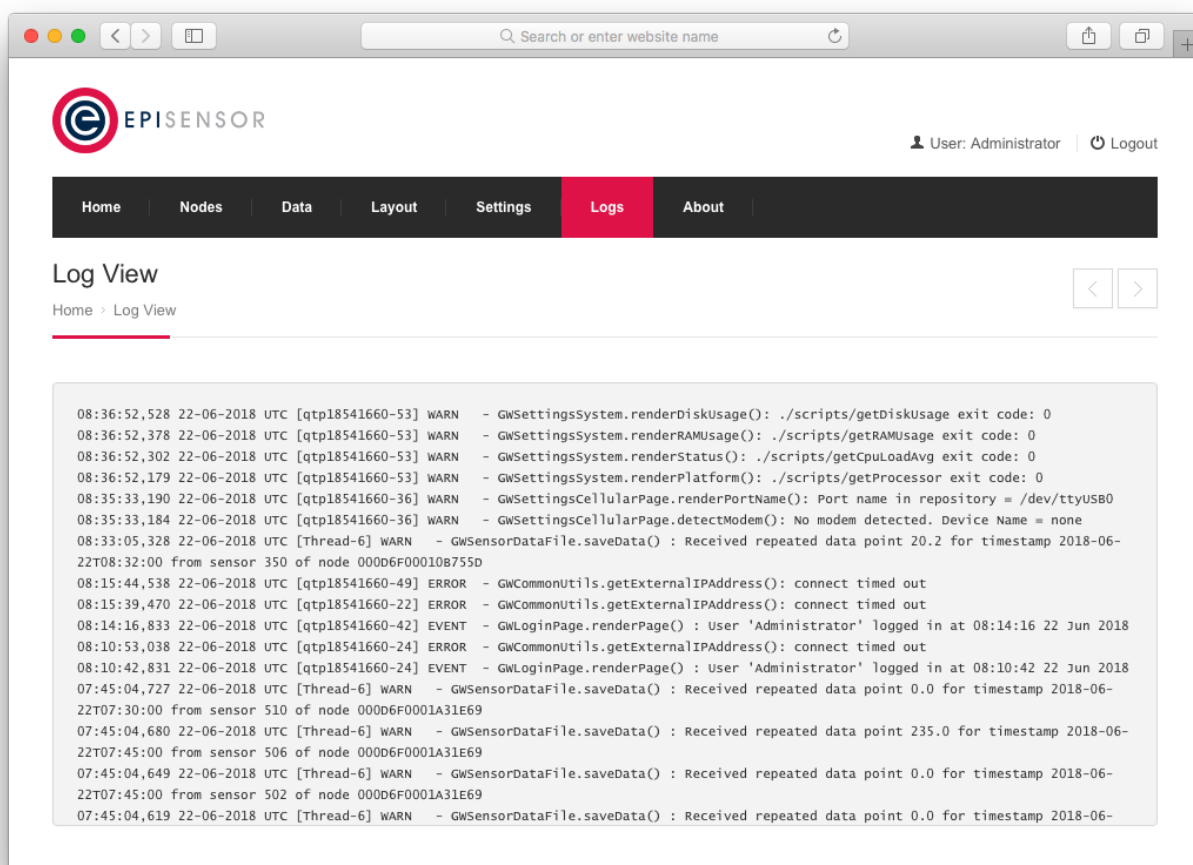 Search or enter website name
EPISENSOR
User: Administrator Logout
Home Nodes Data Layout Settings Logs About
Log View
Home › Log View
08:36:52,528 22-06-2018 UTC [qtp18541660-53] WARN - GWSettingsSystem.renderDiskUsage(): ./scripts/getDiskUsage exit code: 0
08:36:52,378 22-06-2018 UTC [qtp18541660-53] WARN - GWSettingsSystem.renderRAMUsage(): ./scripts/getRAMUsage exit code: 0
08:36:52,302 22-06-2018 UTC [qtp18541660-53] WARN - GWSettingsSystem.renderStatus(): ./scripts/getCpuLoadAvg exit code: 0
08:36:52,179 22-06-2018 UTC [qtp18541660-53] WARN - GWSettingsSystem.renderPlatform(): ./scripts/getProcessor exit code: 0
08:35:33,190 22-06-2018 UTC [qtp18541660-36] WARN - GWSettingsCellularPage.renderPortName(): Port name in repository = /dev/ttyUSB0
08:35:33,184 22-06-2018 UTC [qtp18541660-36] WARN - GWSettingsCellularPage.detectModem(): No modem detected. Device Name = none
08:33:05,328 22-06-2018 UTC [Thread-6] WARN - GWSensorDataFile.saveData() : Received repeated data point 20.2 for timestamp 2018-06-
22T08:32:00 from sensor 350 of node 000D6F00010B755D
08:15:44,538 22-06-2018 UTC [qtp18541660-49] ERROR - GWCommonUtils.getExternalIPAddress(): connect timed out
08:15:39,470 22-06-2018 UTC [qtp18541660-22] ERROR - GWCommonUtils.getExternalIPAddress(): connect timed out
08:14:16,833 22-06-2018 UTC [qtp18541660-42] EVENT - GWLoginPage.renderPage() : User 'Administrator' logged in at 08:14:16 22 Jun 2018
08:10:53,038 22-06-2018 UTC [qtp18541660-24] ERROR - GWCommonUtils.getExternalIPAddress(): connect timed out
08:10:42,831 22-06-2018 UTC [qtp18541660-24] EVENT - GWLoginPage.renderPage() : User 'Administrator' logged in at 08:10:42 22 Jun 2018
07:45:04,727 22-06-2018 UTC [Thread-6] WARN - GWSensorDataFile.saveData() : Received repeated data point 0.0 for timestamp 2018-06-
22T07:30:00 from sensor 510 of node 000D6F0001A31E69
07:45:04,680 22-06-2018 UTC [Thread-6] WARN - GWSensorDataFile.saveData() : Received repeated data point 235.0 for timestamp 2018-06-
22T07:45:00 from sensor 506 of node 000D6F0001A31E69
07:45:04,649 22-06-2018 UTC [Thread-6] WARN - GWSensorDataFile.saveData() : Received repeated data point 0.0 for timestamp 2018-06-
22T07:45:00 from sensor 502 of node 000D6F0001A31E69
07:45:04,619 22-06-2018 UTC [Thread-6] WARN - GWSensorDataFile.saveData() : Received repeated data point 0.0 for timestamp 2018-06-